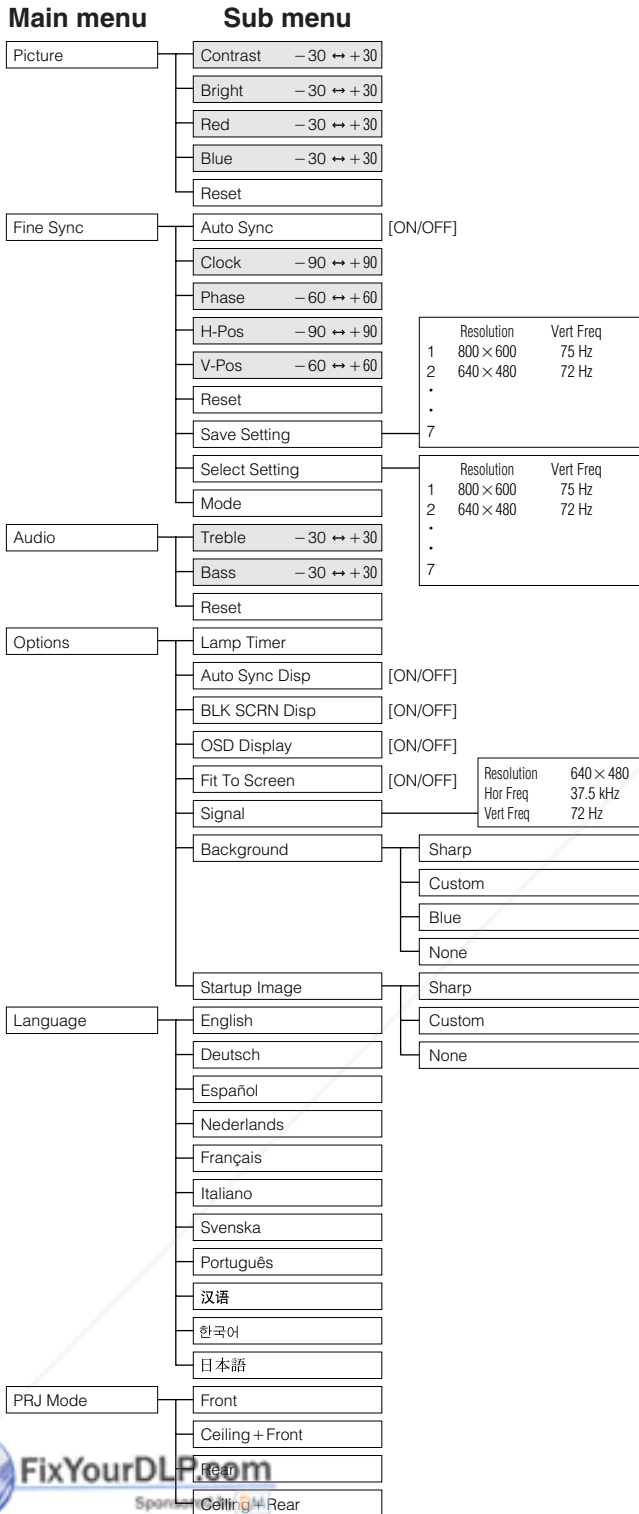 Main menu Sub menu
Picture
Contrast −30 ↔ +30
Bright −30 ↔ +30
Red −30 ↔ +30
Blue −30 ↔ +30
Reset
Fine Sync
Auto Sync [ON/OFF]
Clock −90 ↔ +90
Phase −60 ↔ +60
H-Pos −90 ↔ +90
V-Pos −60 ↔ +60
Reset
Save Setting
Resolution Vert Freq
1 800 × 600 75 Hz
2 640 × 480 72 Hz
•
•
7
Select Setting
Resolution Vert Freq
1 800 × 600 75 Hz
2 640 × 480 72 Hz
•
•
7
Mode
Audio
Treble −30 ↔ +30
Bass −30 ↔ +30
Reset
Options
Lamp Timer
Auto Sync Disp [ON/OFF]
BLK SCRN Disp [ON/OFF]
OSD Display [ON/OFF]
Fit To Screen [ON/OFF]
Signal
Resolution 640 × 480
Hor Freq 37.5 kHz
Vert Freq 72 Hz
Background
Sharp
Custom
Blue
None
Startup Image
Sharp
Custom
None
Language
English
Deutsch
Español
Nederlands
Français
Italiano
Svenska
Português
汉语
한국어
日本語
PRJ Mode
Front
Ceiling + Front
Rear
Ceiling + Rear
FixYourDLP.com